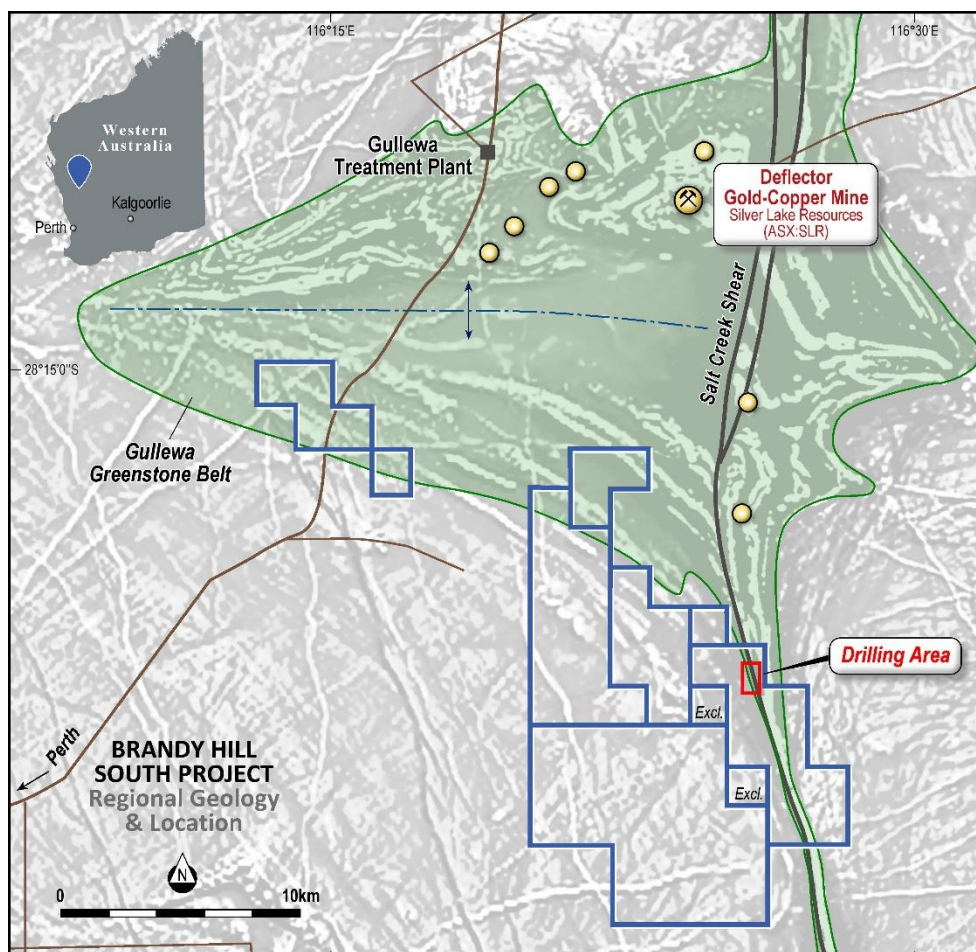 116°15'
116°30'
Western
Australia
Kalgoorlie
Perth
Gullewa
Treatment Plant
Deflector
Gold-Copper Mine
Silver Lake Resources
(ASX:SLR)
Salt Creek Shear
28°15'0"S
Gullewa
Greenstone Belt
Drilling Area
Excl.
Excl.
Perth
BRANDY HILL
SOUTH PROJECT
Regional Geology
& Location
N
0
10km